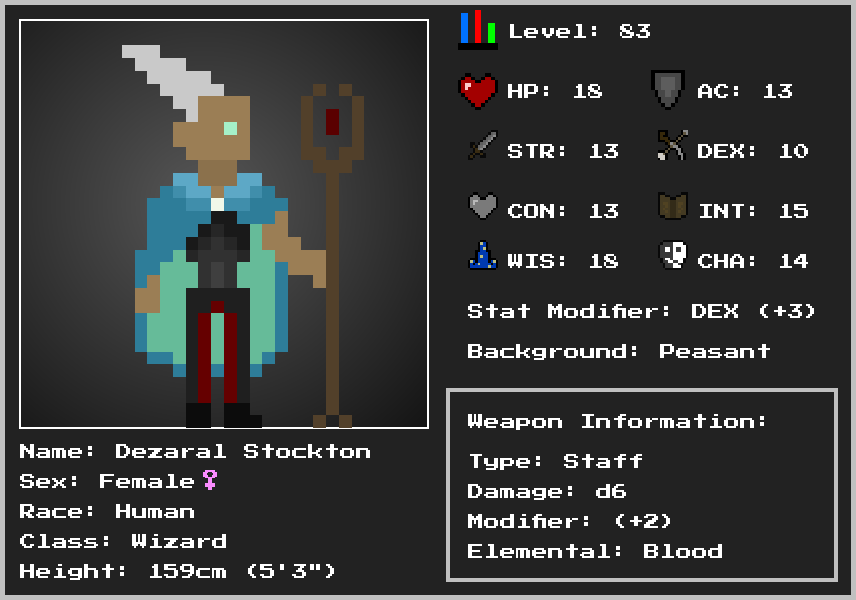 Level: 83
HP: 18
AC: 13
STR: 13
DEX: 10
CON: 13
INT: 15
WIS: 18
CHA: 14
Stat Modifier: DEX (+3)
Background: Peasant
Name: Dezaral Stockton
Sex: Female♀
Race: Human
Class: Wizard
Height: 159cm (5'3")
Weapon Information:
Type: Staff
Damage: d6
Modifier: (+2)
Elemental: Blood